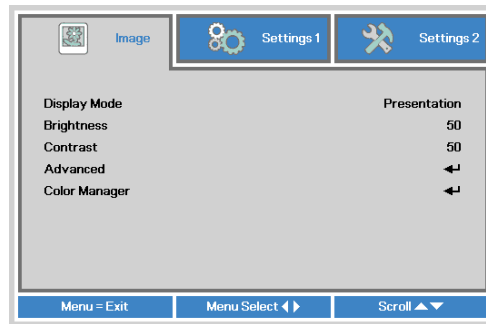 Image Settings 1 Settings 2
Display Mode Presentation
Brightness 50
Contrast 50
Advanced
Color Manager
Menu = Exit Menu Select Scroll